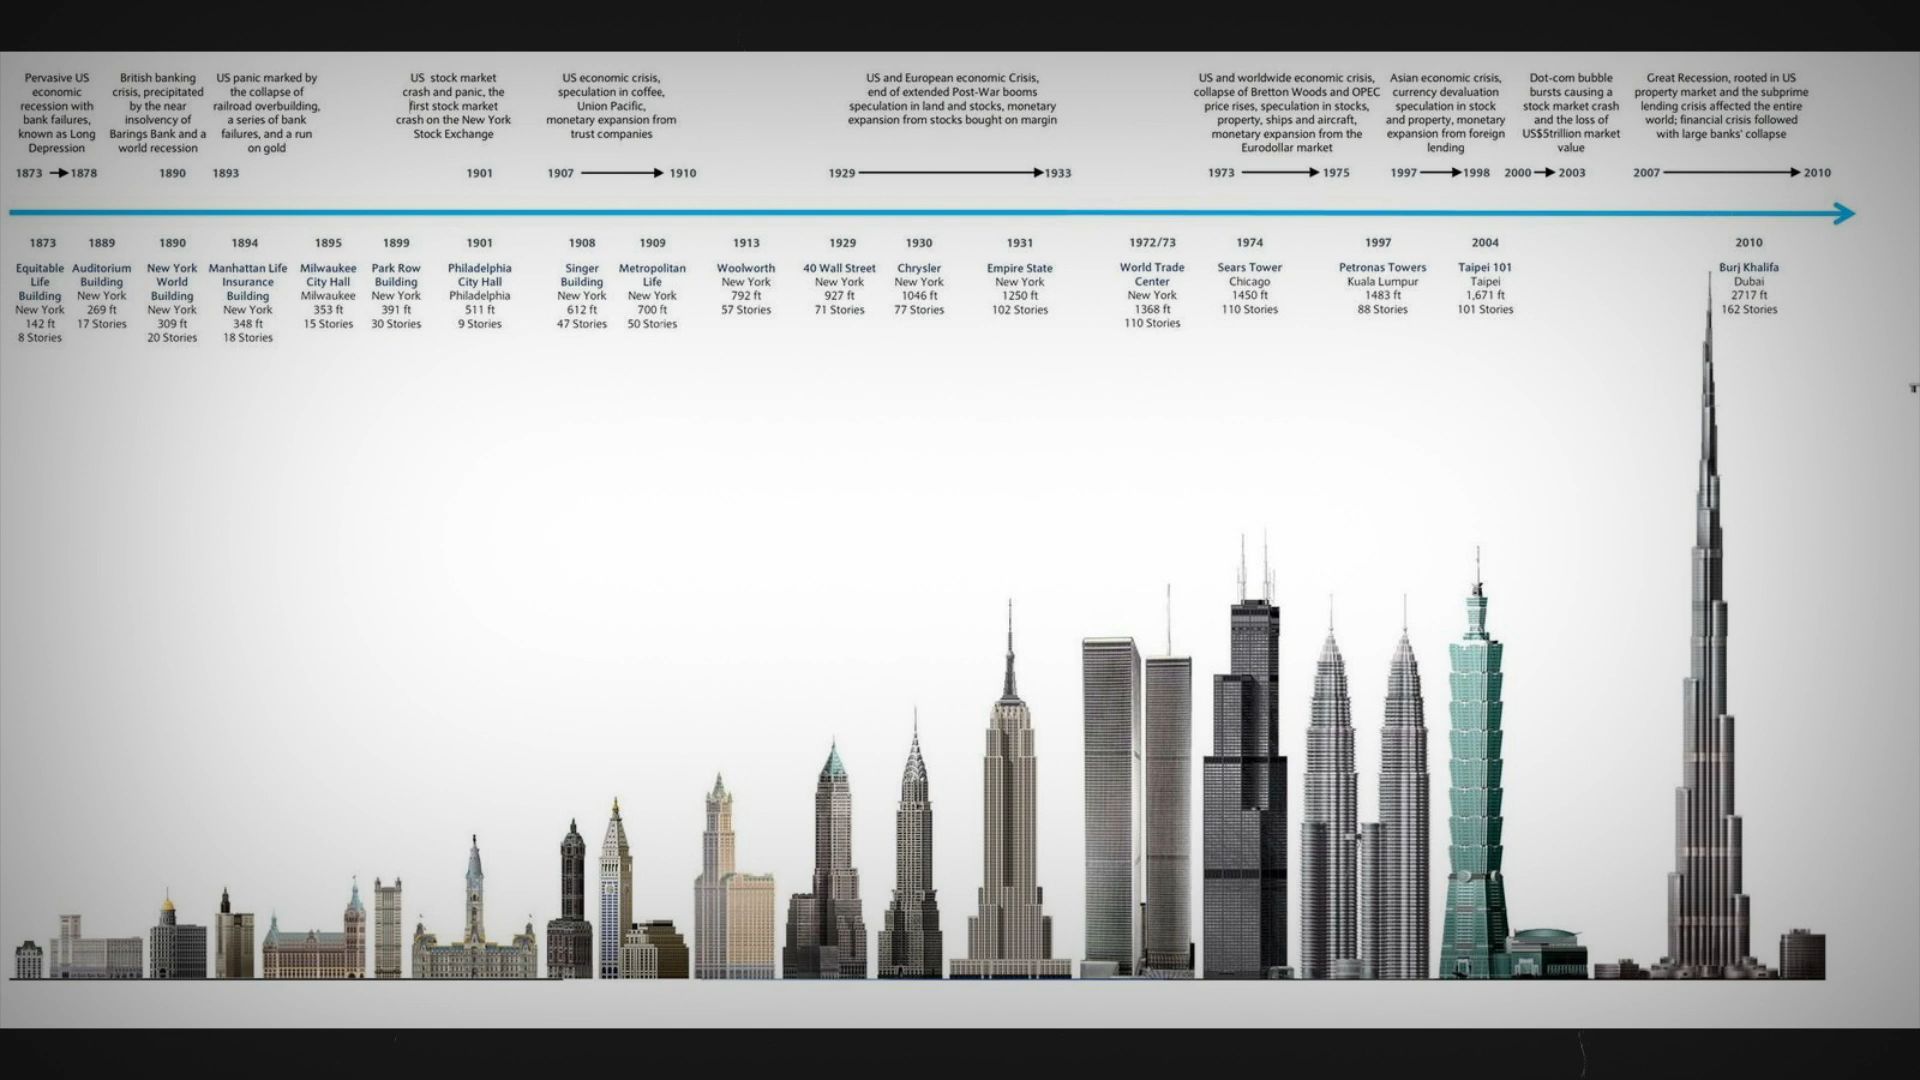 Pervasive US
economic
recession with
bank failures,
known as Long
Depression
1873 1878
British banking
crisis, precipitated
by the near
insolvency of
Barings Bank and a
world recession
1890
US panic marked by
the collapse of
railroad overbuilding,
a series of bank
failures, and a run
on gold
1893
US stock market
crash and panic, the
first stock market
crash on the New York
Stock Exchange
1901
US economic crisis,
speculation in coffee,
Union Pacific,
monetary expansion from
trust companies
1907 1910
US and European economic Crisis,
end of extended Post-War booms
speculation in land and stocks, monetary
expansion from stocks bought on margin
1929 1933
US and worldwide economic crisis,
collapse of Bretton Woods and OPEC
price rises, speculation in stocks,
property, ships and aircraft,
monetary expansion from the
Eurodollar market
1973 1975
Asian economic crisis,
currency devaluation
speculation in stock
and property, monetary
expansion from foreign
lending
1997 1998
Dot-com bubble
bursts causing a
stock market crash
and the loss of
US$5trillion market
value
2000 2003
Great Recession, rooted in US
property market and the subprime
lending crisis affected the entire
world; financial crisis followed
with large banks' collapse
2007 2010
1873
Equitable
Life
Building
New York
142 ft
8 Stories
1889
Auditorium
Building
New York
269 ft
17 Stories
1890
New York
World
Building
New York
309 ft
20 Stories
1894
Manhattan Life
Insurance
Building
New York
348 ft
18 Stories
1895
Milwaukee
City Hall
Milwaukee
353 ft
15 Stories
1899
Park Row
Building
New York
391 ft
30 Stories
1901
Philadelphia
City Hall
Philadelphia
511 ft
9 Stories
1908
Singer
Building
New York
612 ft
47 Stories
1909
Metropolitan
Life
New York
700 ft
50 Stories
1913
Woolworth
New York
792 ft
57 Stories
1929
40 Wall Street
New York
927 ft
71 Stories
1930
Chrysler
New York
1046 ft
77 Stories
1931
Empire State
New York
1250 ft
102 Stories
1972/73
World Trade
Center
New York
1368 ft
110 Stories
1974
Sears Tower
Chicago
1450 ft
110 Stories
1997
Petronas Towers
Kuala Lumpur
1483 ft
88 Stories
2004
Taipei 101
Taipei
1,671 ft
101 Stories
2010
Burj Khalifa
Dubai
2717 ft
162 Stories